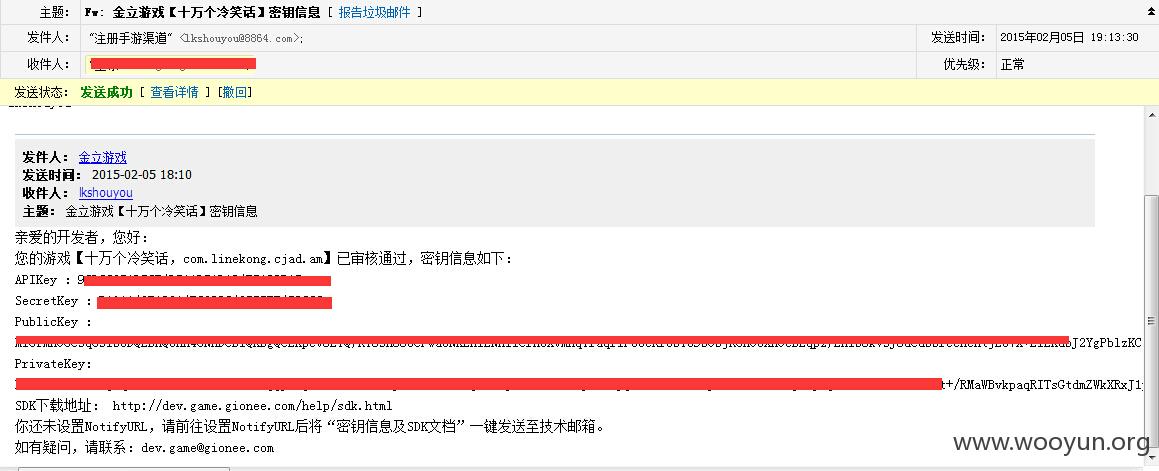 主题: Fw: 金立游戏【十万个冷笑话】密钥信息 [ 报告垃圾邮件 ]
发件人: "注册手游渠道" <lkshouyou@8864.com>; 发送时间: 2015年02月05日 19:13:30
收件人: 优先级: 正常
发送状态: 发送成功 [ 查看详情 ] [撤回]
发件人: 金立游戏
发送时间: 2015-02-05 18:10
收件人: lkshouyou
主题: 金立游戏【十万个冷笑话】密钥信息
亲爱的开发者，您好：
您的游戏【十万个冷笑话，com.linekong.cjad.am】已审核通过，密钥信息如下：
APIKey :
SecretKey :
PublicKey :
J2YgPblzKC
PrivateKey:
t+/RMaWBvkpaqRITsGtdmZWkXRxJ1
SDK下载地址： http://dev.game.gionee.com/help/sdk.html
你还未设置NotifyURL，请前往设置NotifyURL后将“密钥信息及SDK文档”一键发送至技术邮箱。
如有疑问，请联系：dev.game@gionee.com
www.wooyun.org